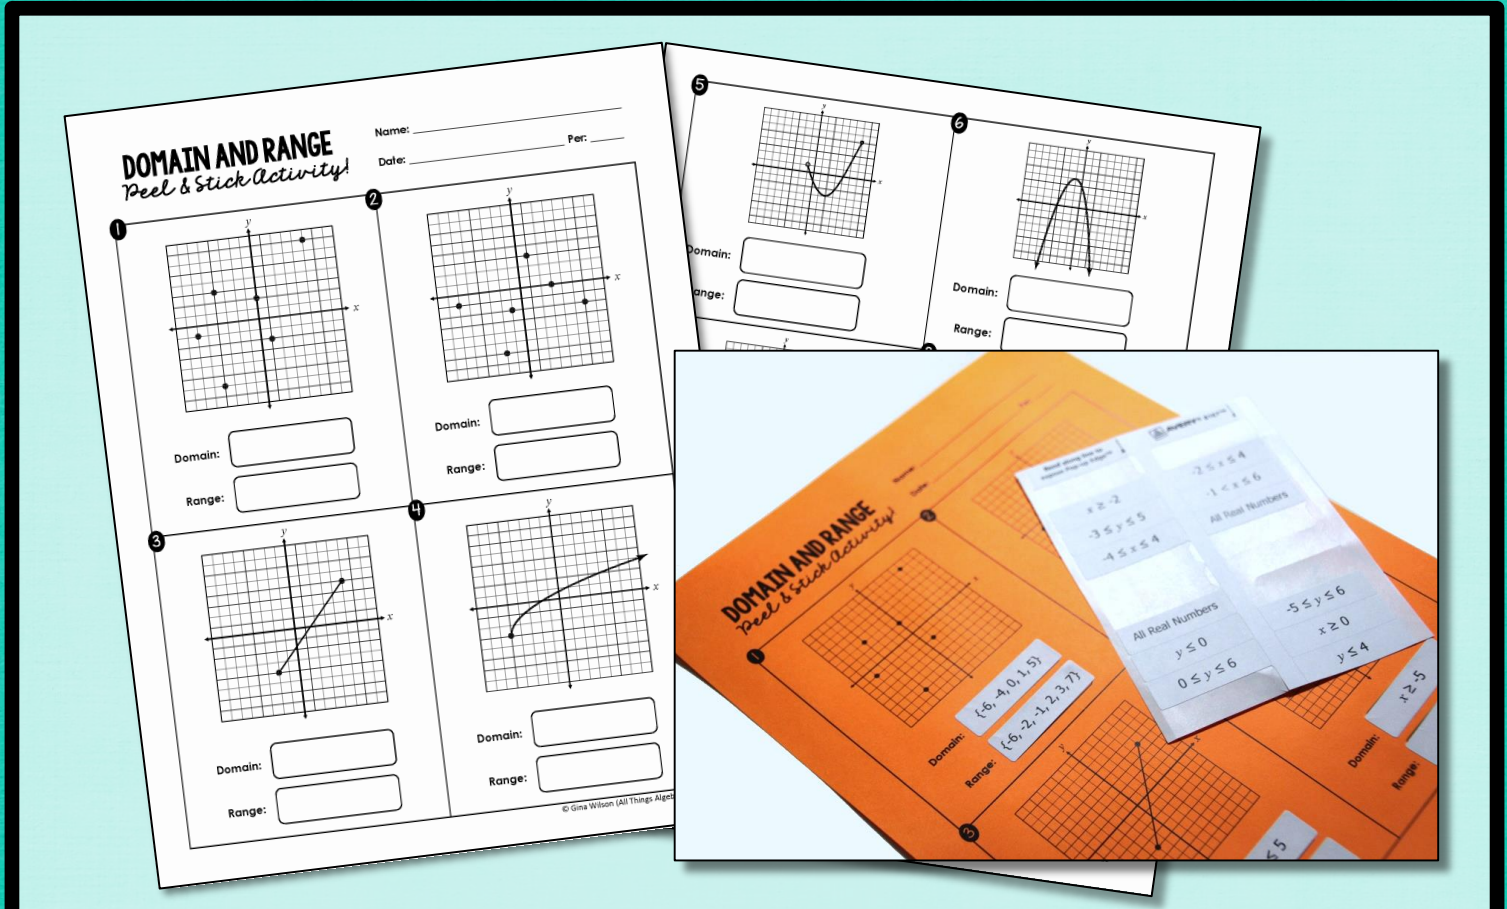 DOMAIN AND RANGE
Peel & Stick Activity!
Name:
Date:
Per:
1
y
x
Domain:
Range:
2
y
x
Domain:
Range:
3
y
x
Domain:
Range:
4
y
x
Domain:
Range:
© Gina Wilson (All Things Algeb
5
y
x
Domain:
ange:
6
y
x
Domain:
Range:
y
DOMAIN AND RANGE
Peel & Stick Activity!
Name:
Date:
Per:
1
y
x
Domain: {-6, -4, 0, 1, 5}
Range: {-6, -2, -1, 2, 3, 7}
2
Domain: x ≥ -5
Range:
3
y
x
≤ 5
x ≥ -2
-3 ≤ y ≤ 5
-4 ≤ x ≤ 4
All Real Numbers
y ≤ 0
0 ≤ y ≤ 6
-2 ≤ x ≤ 4
-1 < x ≤ 6
All Real Numbers
-5 ≤ y ≤ 6
x ≥ 0
y ≤ 4